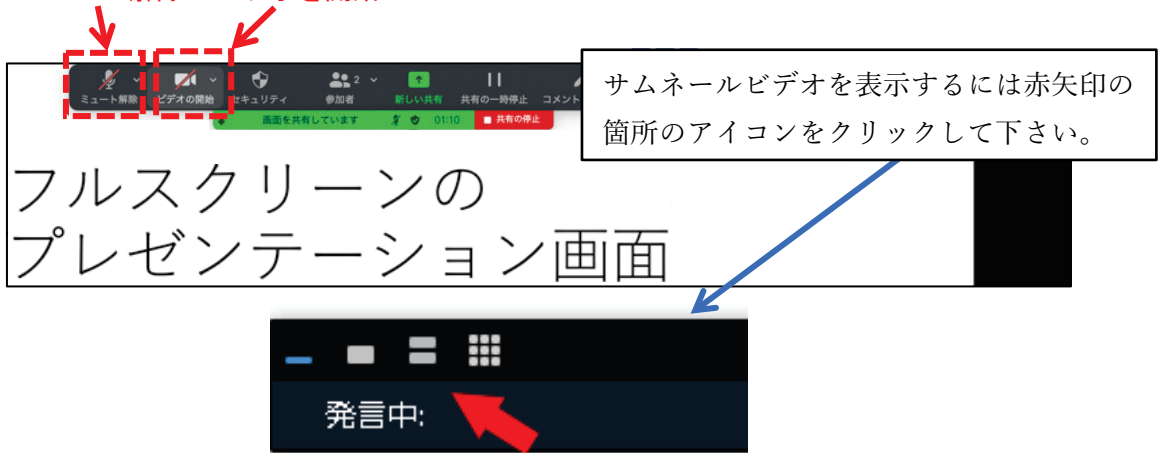 サムネールビデオを表示するには赤矢印の
箇所のアイコンをクリックして下さい。
ミュート解除 ビデオの開始 セキュリティ 2 参加者 新しい共有 共有の一時停止 コメント
画面を共有しています 01:10 共有の停止
フルスクリーンの
プレゼンテーション画面
発言中: